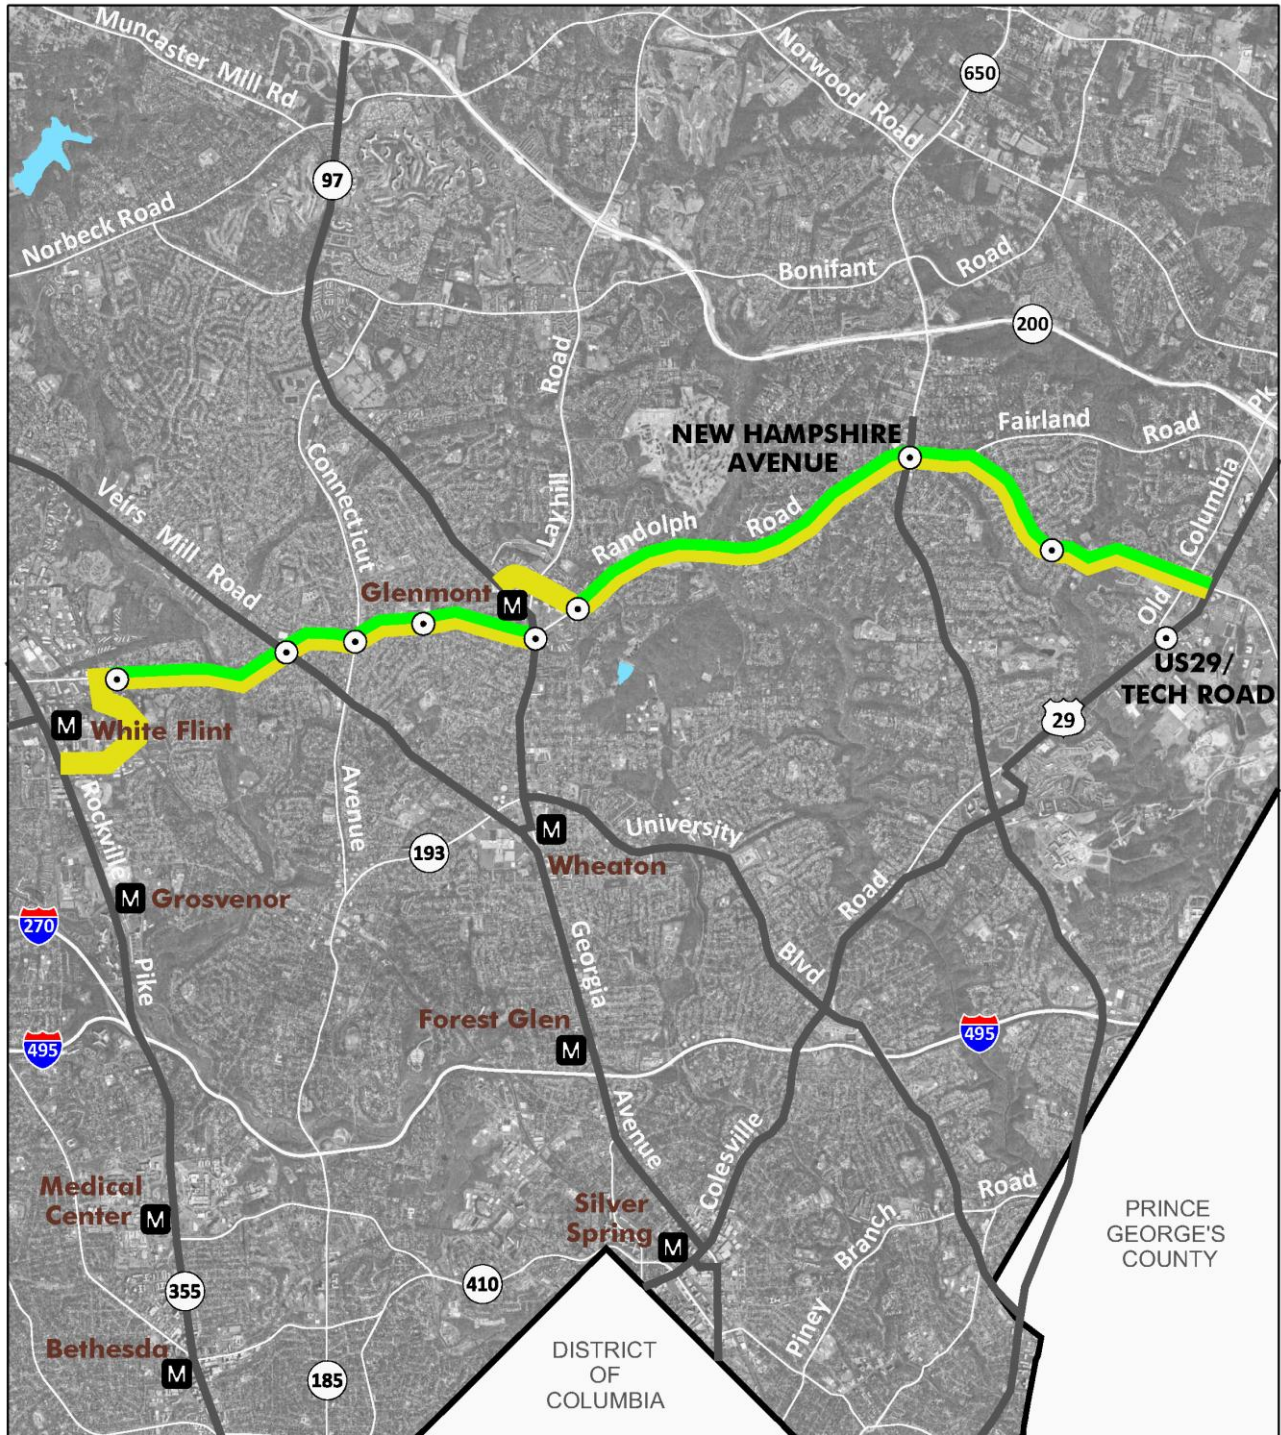 Muncaster Mill Rd
Norwood Road
650
97
Norbeck Road
Bonifant
Road
200
Road
Pk
NEW HAMPSHIRE
AVENUE
Fairland
Road
Connecticut
Veirs Mill Road
Layhill
Randolph
Road
Columbia
Glenmont
M
Old
US29/
TECH ROAD
M
White Flint
29
Rockville
Avenue
University
193
M
Wheaton
M
Grosvenor
Road
270
Georgia
Blvd
Pike
Forest Glen
M
495
495
Avenue
Colesville
Medical
Center
M
Silver
Spring
M
Road
Branch
PRINCE
GEORGE'S
COUNTY
355
410
Piney
Bethesda
M
185
DISTRICT
OF
COLUMBIA